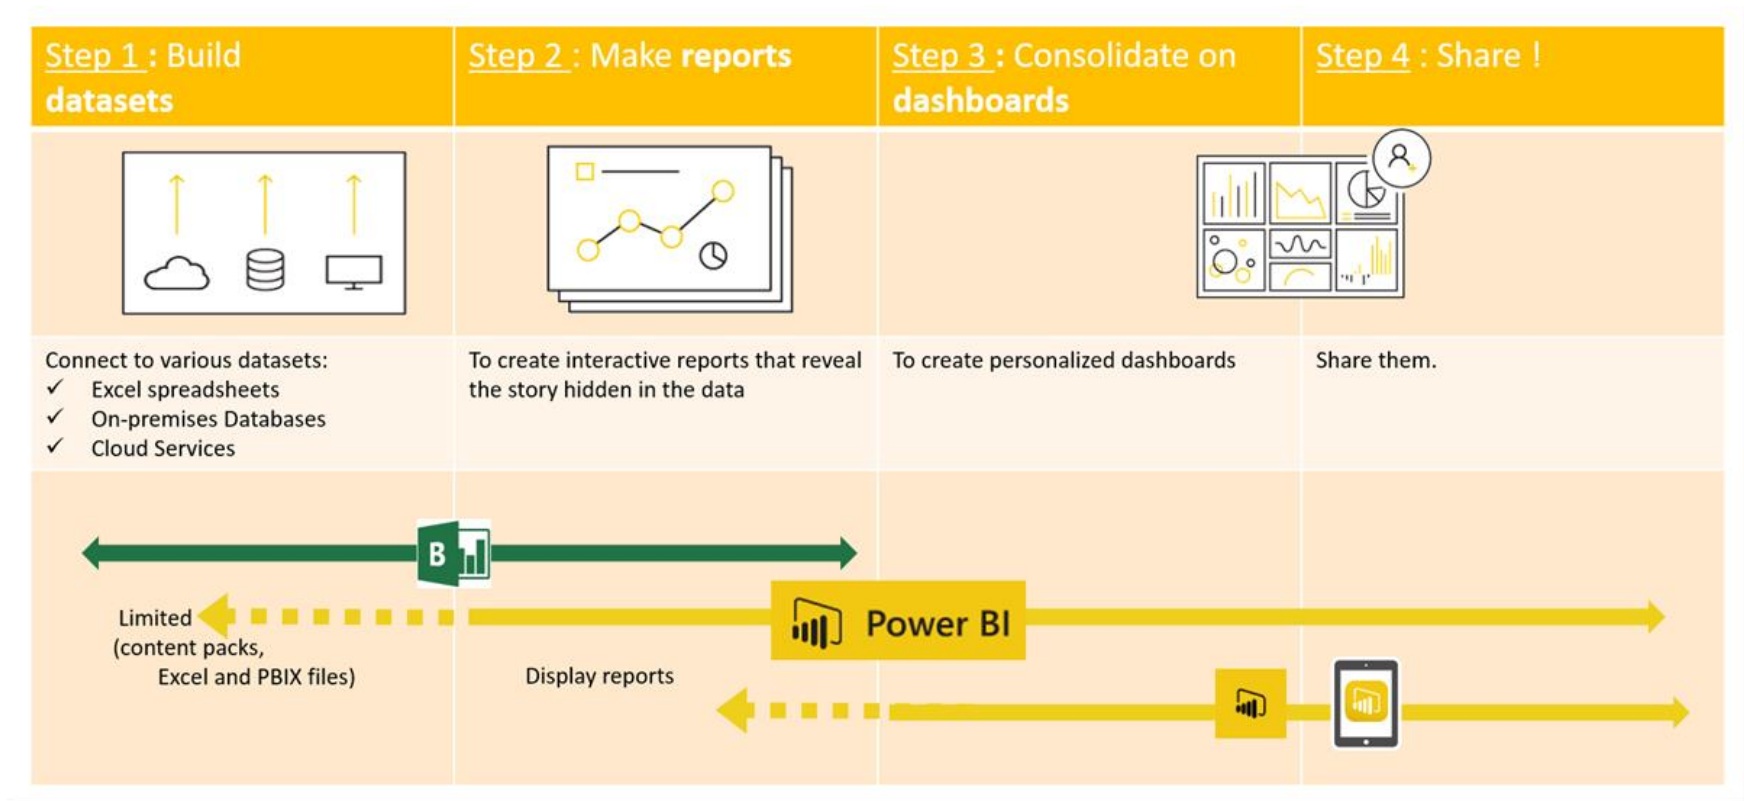 Step 1 : Build
datasets
Step 2 : Make reports
Step 3 : Consolidate on
dashboards
Step 4 : Share !
Connect to various datasets:
✓ Excel spreadsheets
✓ On-premises Databases
✓ Cloud Services
To create interactive reports that reveal
the story hidden in the data
To create personalized dashboards
Share them.
B
Limited
(content packs,
Excel and PBIX files)
Power BI
Display reports